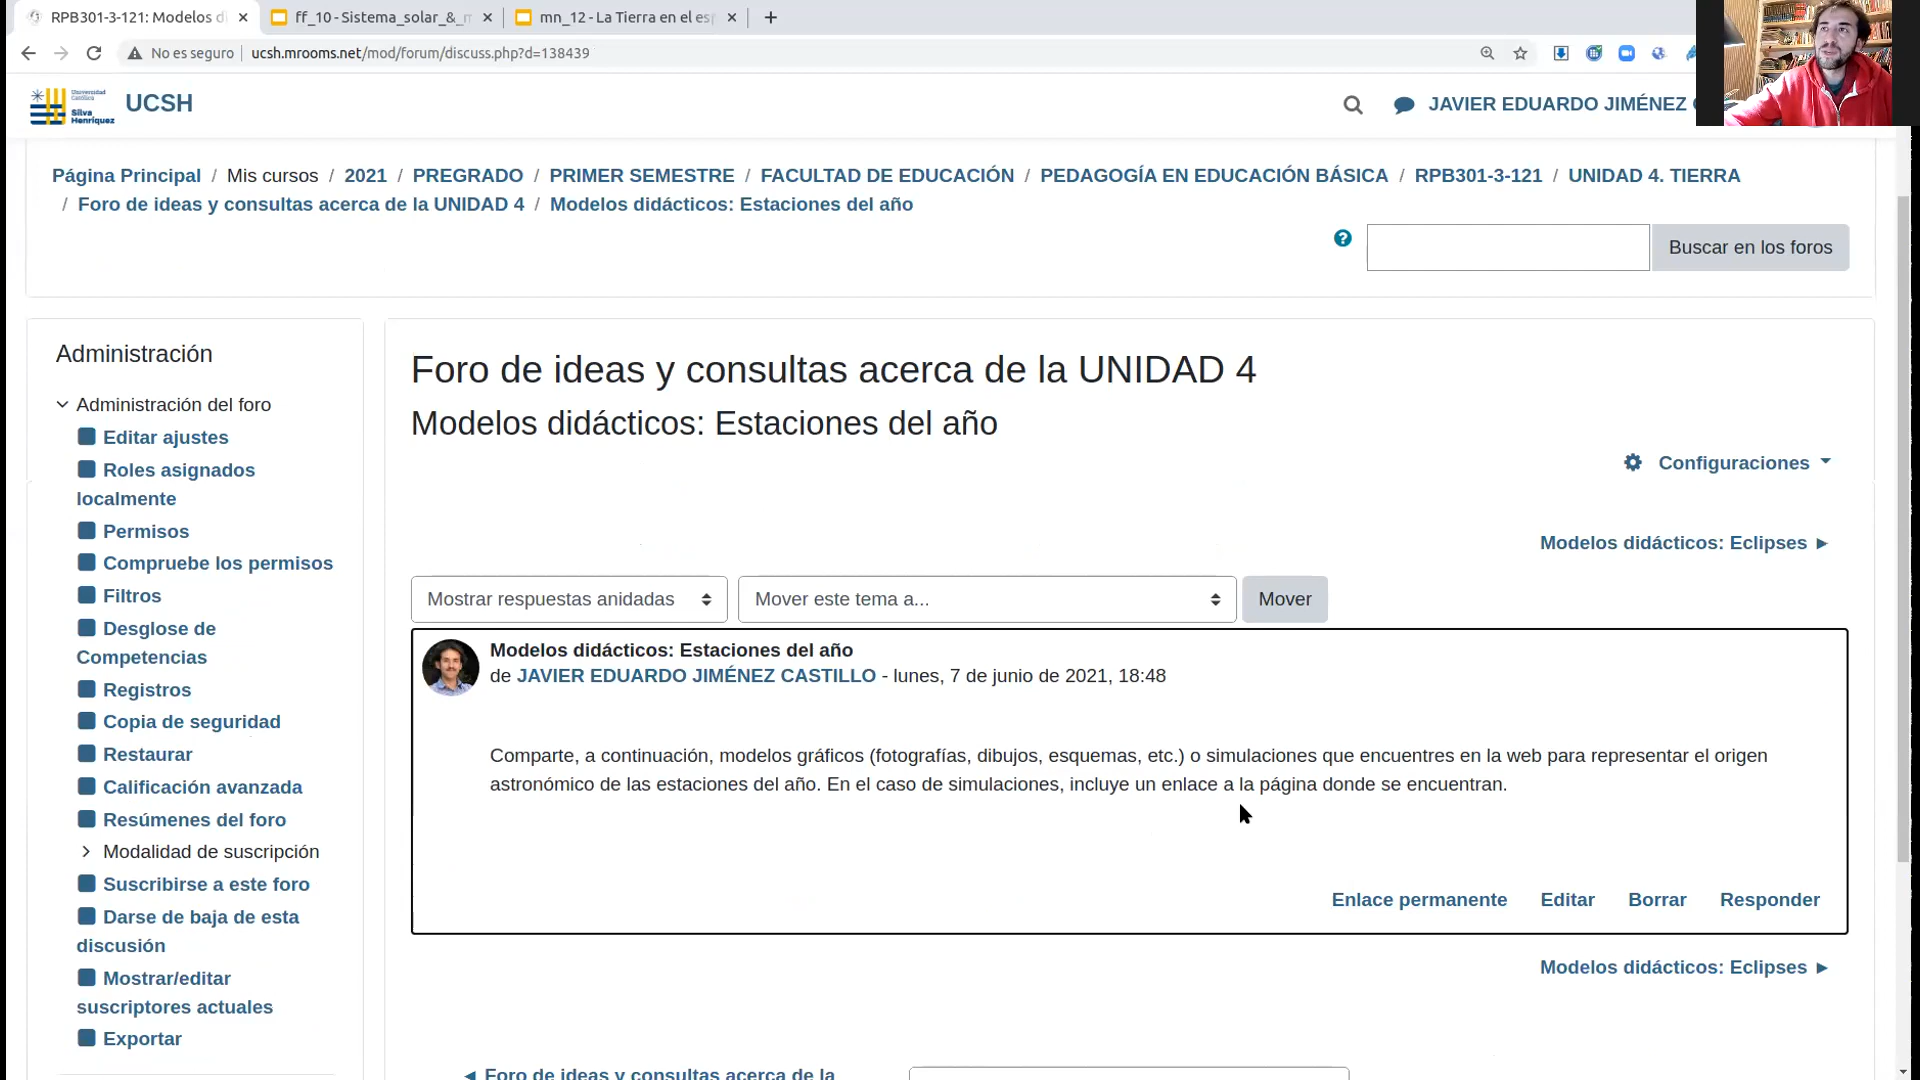 RPB301-3-121: Modelos d
ff_10 - Sistema_solar_&_
mn_12 - La Tierra en el es
No es seguro
ucsh.mrooms.net/mod/forum/discuss.php?d=138439
Universidad
Católica
Silva
Henríquez
UCSH
JAVIER EDUARDO JIMÉNEZ
Página Principal / Mis cursos / 2021 / PREGRADO / PRIMER SEMESTRE / FACULTAD DE EDUCACIÓN / PEDAGOGÍA EN EDUCACIÓN BÁSICA / RPB301-3-121 / UNIDAD 4. TIERRA
/ Foro de ideas y consultas acerca de la UNIDAD 4 / Modelos didácticos: Estaciones del año
Buscar en los foros
Administración
Administración del foro
Editar ajustes
Roles asignados
localmente
Permisos
Compruebe los permisos
Filtros
Desglose de
Competencias
Registros
Copia de seguridad
Restaurar
Calificación avanzada
Resúmenes del foro
Modalidad de suscripción
Suscribirse a este foro
Darse de baja de esta
discusión
Mostrar/editar
suscriptores actuales
Exportar
Foro de ideas y consultas acerca de la UNIDAD 4
Modelos didácticos: Estaciones del año
Configuraciones
Modelos didácticos: Eclipses ►
Mostrar respuestas anidadas
Mover este tema a...
Mover
Modelos didácticos: Estaciones del año
de JAVIER EDUARDO JIMÉNEZ CASTILLO - lunes, 7 de junio de 2021, 18:48
Comparte, a continuación, modelos gráficos (fotografías, dibujos, esquemas, etc.) o simulaciones que encuentres en la web para representar el origen
astronómico de las estaciones del año. En el caso de simulaciones, incluye un enlace a la página donde se encuentran.
Enlace permanente Editar Borrar Responder
Modelos didácticos: Eclipses ►
◄ Foro de ideas y consultas acerca de la